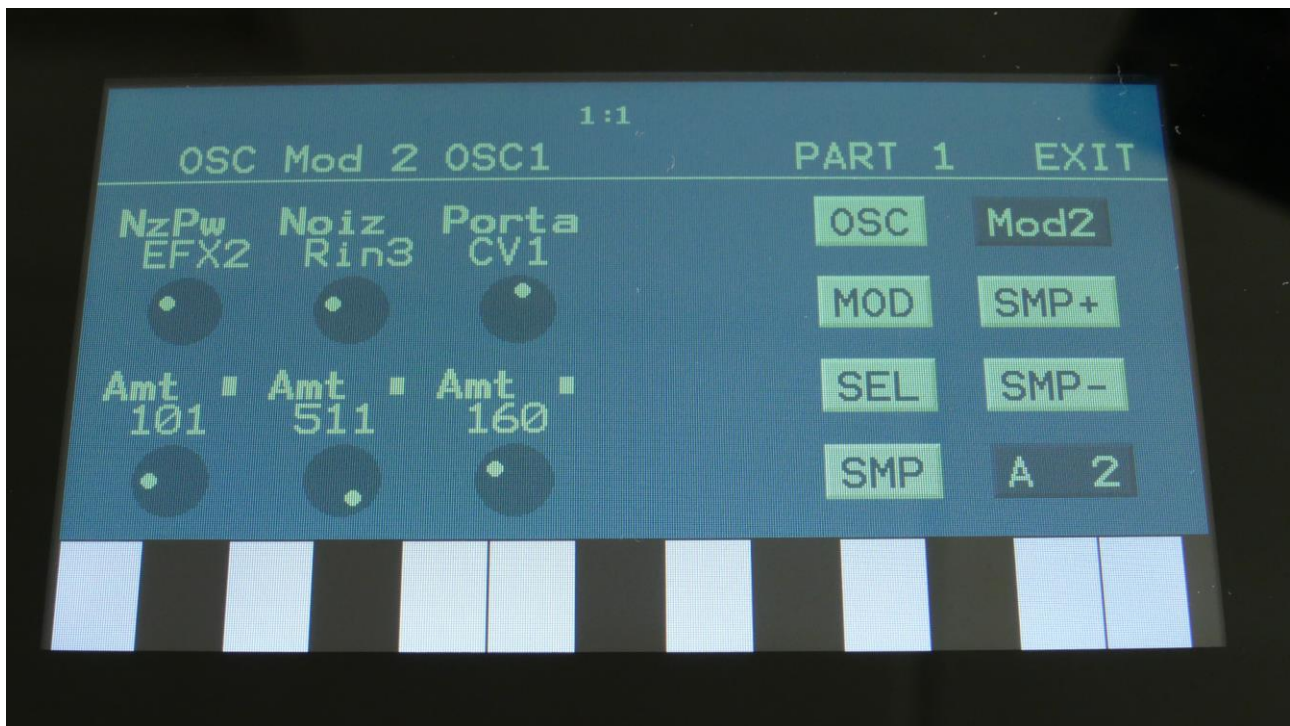 1:1
OSC Mod 2 OSC1 PART 1 EXIT
NzPw Noiz Porta OSC Mod2
EFX2 Rin3 CV1
MOD SMP+
Amt Amt Amt SEL SMP-
101 511 160
SMP A 2